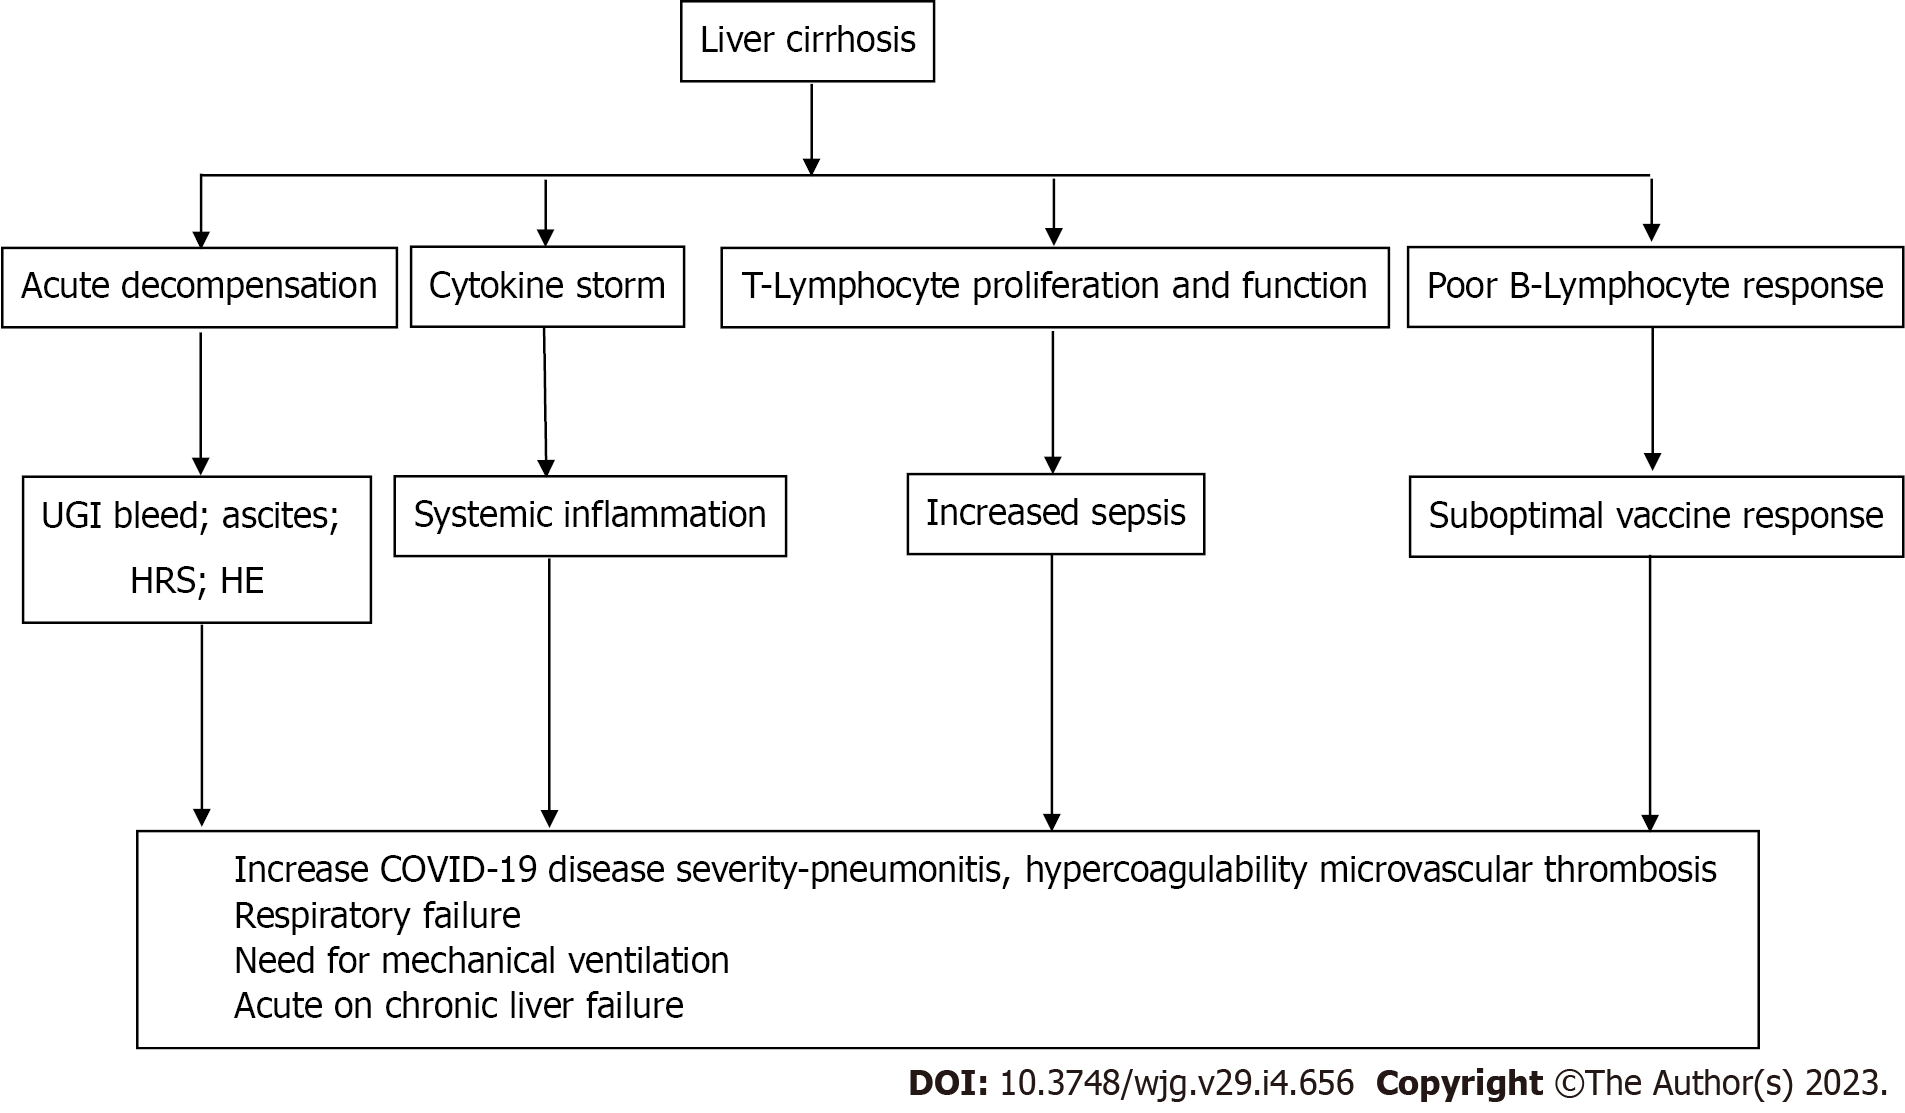 Liver cirrhosis
Acute decompensation
Cytokine storm
T-Lymphocyte proliferation and function
Poor B-Lymphocyte response
UGI bleed; ascites;
HRS; HE
Systemic inflammation
Increased sepsis
Suboptimal vaccine response
Increase COVID-19 disease severity-pneumonitis, hypercoagulability microvascular thrombosis
Respiratory failure
Need for mechanical ventilation
Acute on chronic liver failure
DOI: 10.3748/wjg.v29.i4.656 Copyright ©The Author(s) 2023.